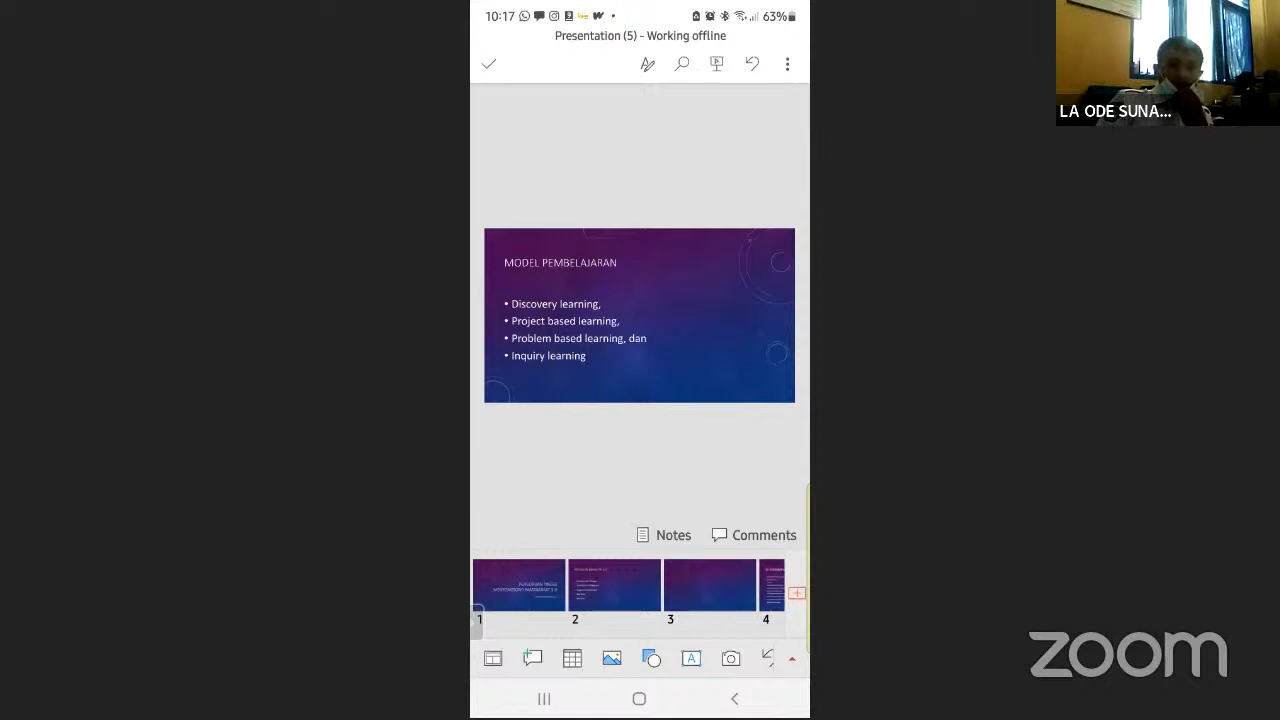 10:17
63%
Presentation (5) - Working offline
LA ODE SUNA...
MODEL PEMBELAJARAN
• Discovery learning,
• Project based learning,
• Problem based learning, dan
• Inquiry learning
Notes
Comments
1
2
3
4
zoom